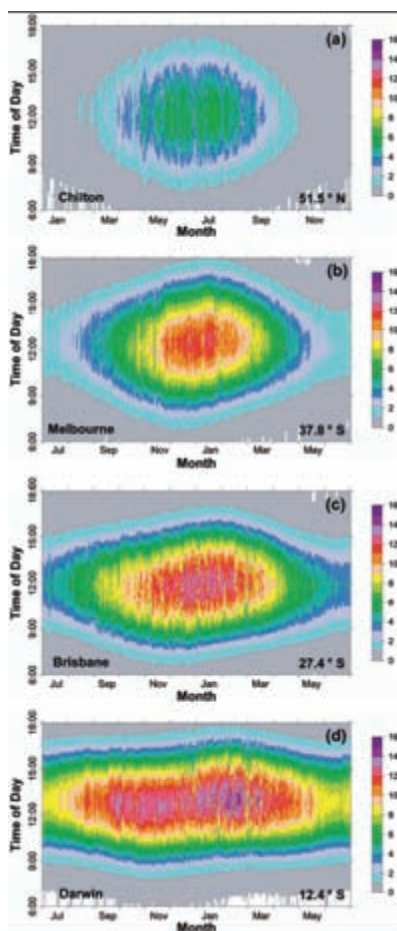 (a)
18:00
15:00
12:00
9:00
6:00
Time of Day
Chilton
51.5 ° N
Jan Mar May Jul Sep Nov
Month
16
14
12
10
8
6
4
2
0
(b)
18:00
15:00
12:00
9:00
6:00
Time of Day
Melbourne
37.8 ° S
Jul Sep Nov Jan Mar May
Month
16
14
12
10
8
6
4
2
0
(c)
18:00
15:00
12:00
9:00
6:00
Time of Day
Brisbane
27.4 ° S
Jul Sep Nov Jan Mar May
Month
16
14
12
10
8
6
4
2
0
(d)
18:00
15:00
12:00
9:00
6:00
Time of Day
Darwin
12.4 ° S
Jul Sep Nov Jan Mar May
Month
16
14
12
10
8
6
4
2
0